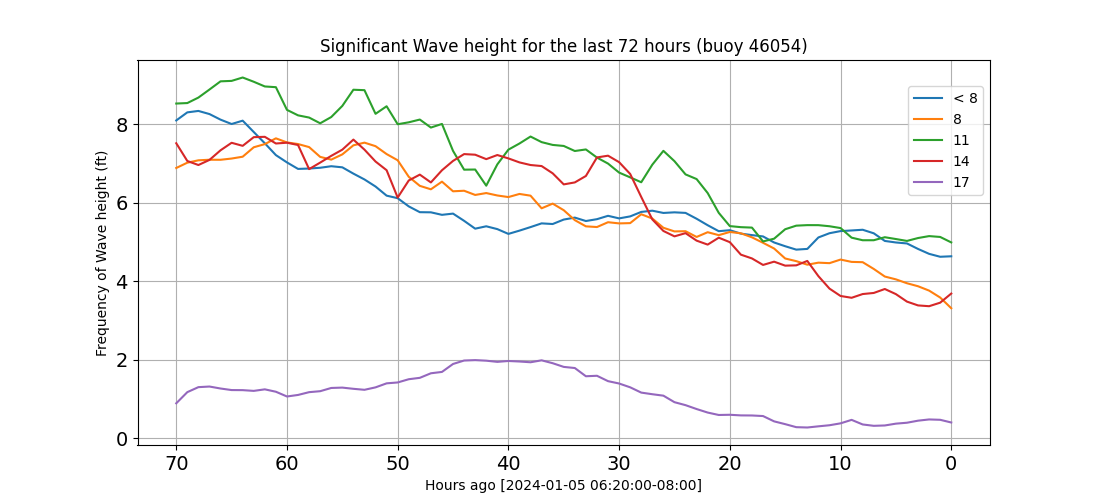 Significant Wave height for the last 72 hours (buoy 46054)
Frequency of Wave height (ft)
8
6
4
2
0
< 8
8
11
14
17
70 60 50 40 30 20 10 0
Hours ago [2024-01-05 06:20:00-08:00]